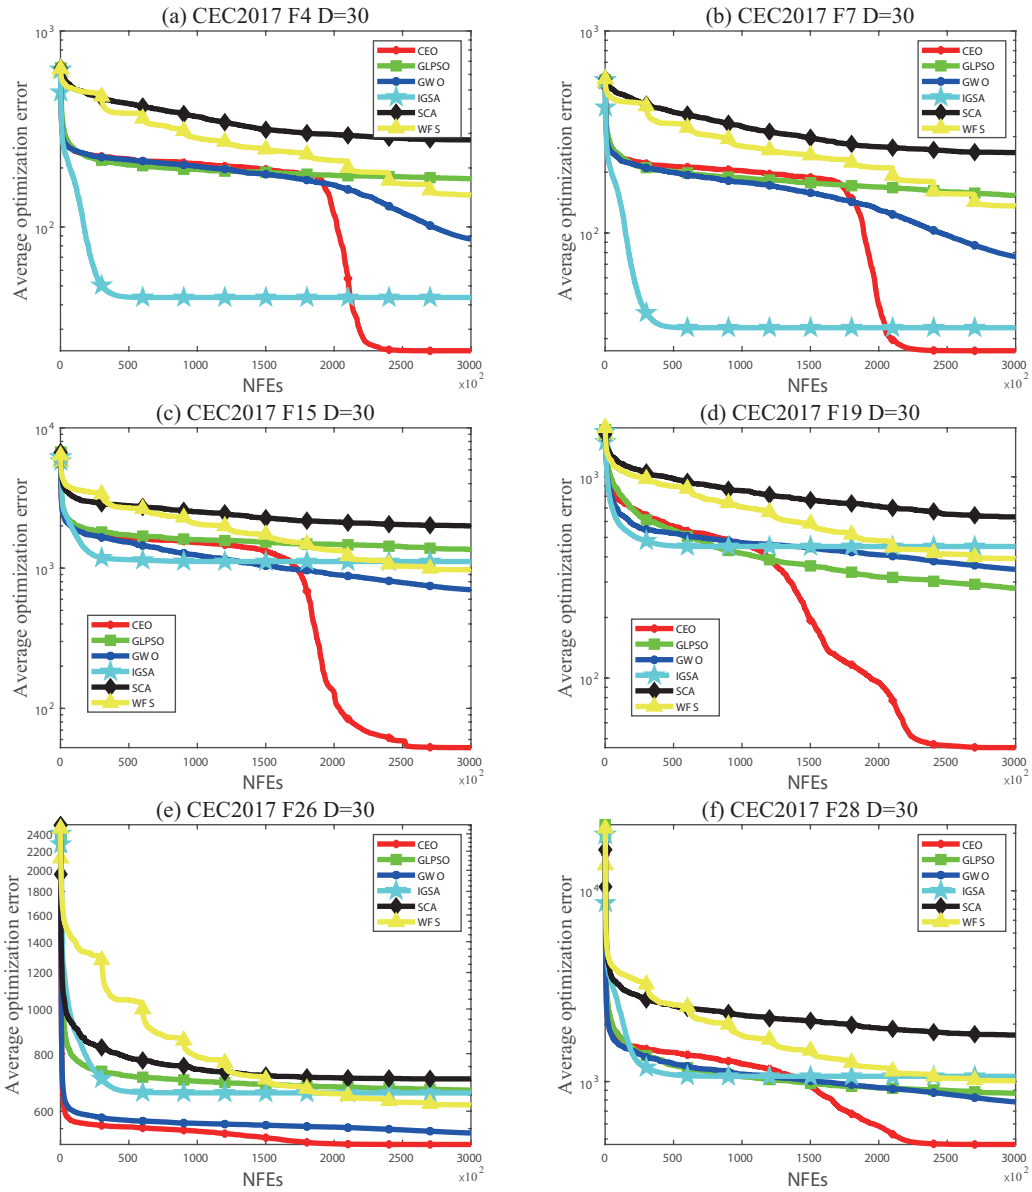 (a) CEC2017 F4 D=30
10³
10²
Average optimization error
CEO
GLPSO
GW O
IGSA
SCA
WF S
0 500 1000 1500 2000 2500 3000
NFEs
×10²
(b) CEC2017 F7 D=30
10³
10²
Average optimization error
CEO
GLPSO
GW O
IGSA
SCA
WF S
0 500 1000 1500 2000 2500 3000
NFEs
×10²
(c) CEC2017 F15 D=30
10⁴
10³
10²
Average optimization error
CEO
GLPSO
GW O
IGSA
SCA
WF S
0 500 1000 1500 2000 2500 3000
NFEs
×10²
(d) CEC2017 F19 D=30
10³
10²
Average optimization error
CEO
GLPSO
GW O
IGSA
SCA
WF S
0 500 1000 1500 2000 2500 3000
NFEs
×10²
(e) CEC2017 F26 D=30
2400
2200
2000
1800
1600
1400
1200
1000
800
600
Average optimization error
CEO
GLPSO
GW O
IGSA
SCA
WF S
0 500 1000 1500 2000 2500 3000
NFEs
×10²
(f) CEC2017 F28 D=30
10⁴
10³
Average optimization error
CEO
GLPSO
GW O
IGSA
SCA
WF S
0 500 1000 1500 2000 2500 3000
NFEs
×10²